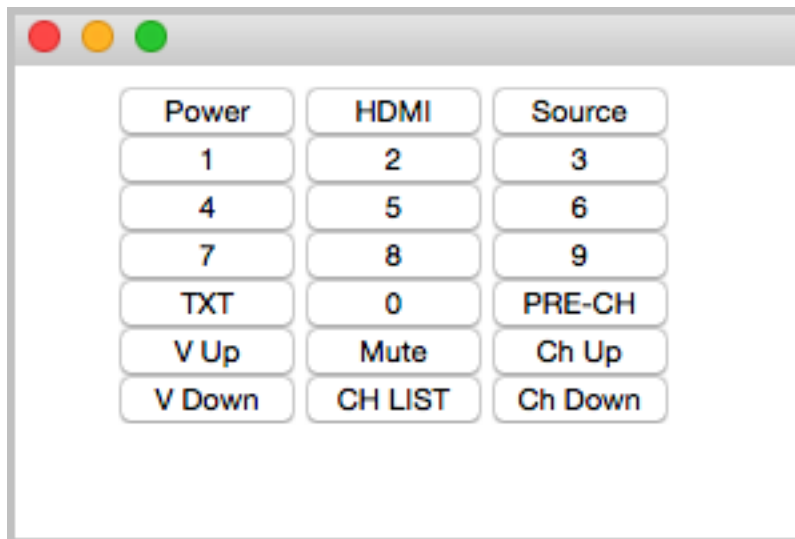 Power HDMI Source
1 2 3
4 5 6
7 8 9
TXT 0 PRE-CH
V Up Mute Ch Up
V Down CH LIST Ch Down